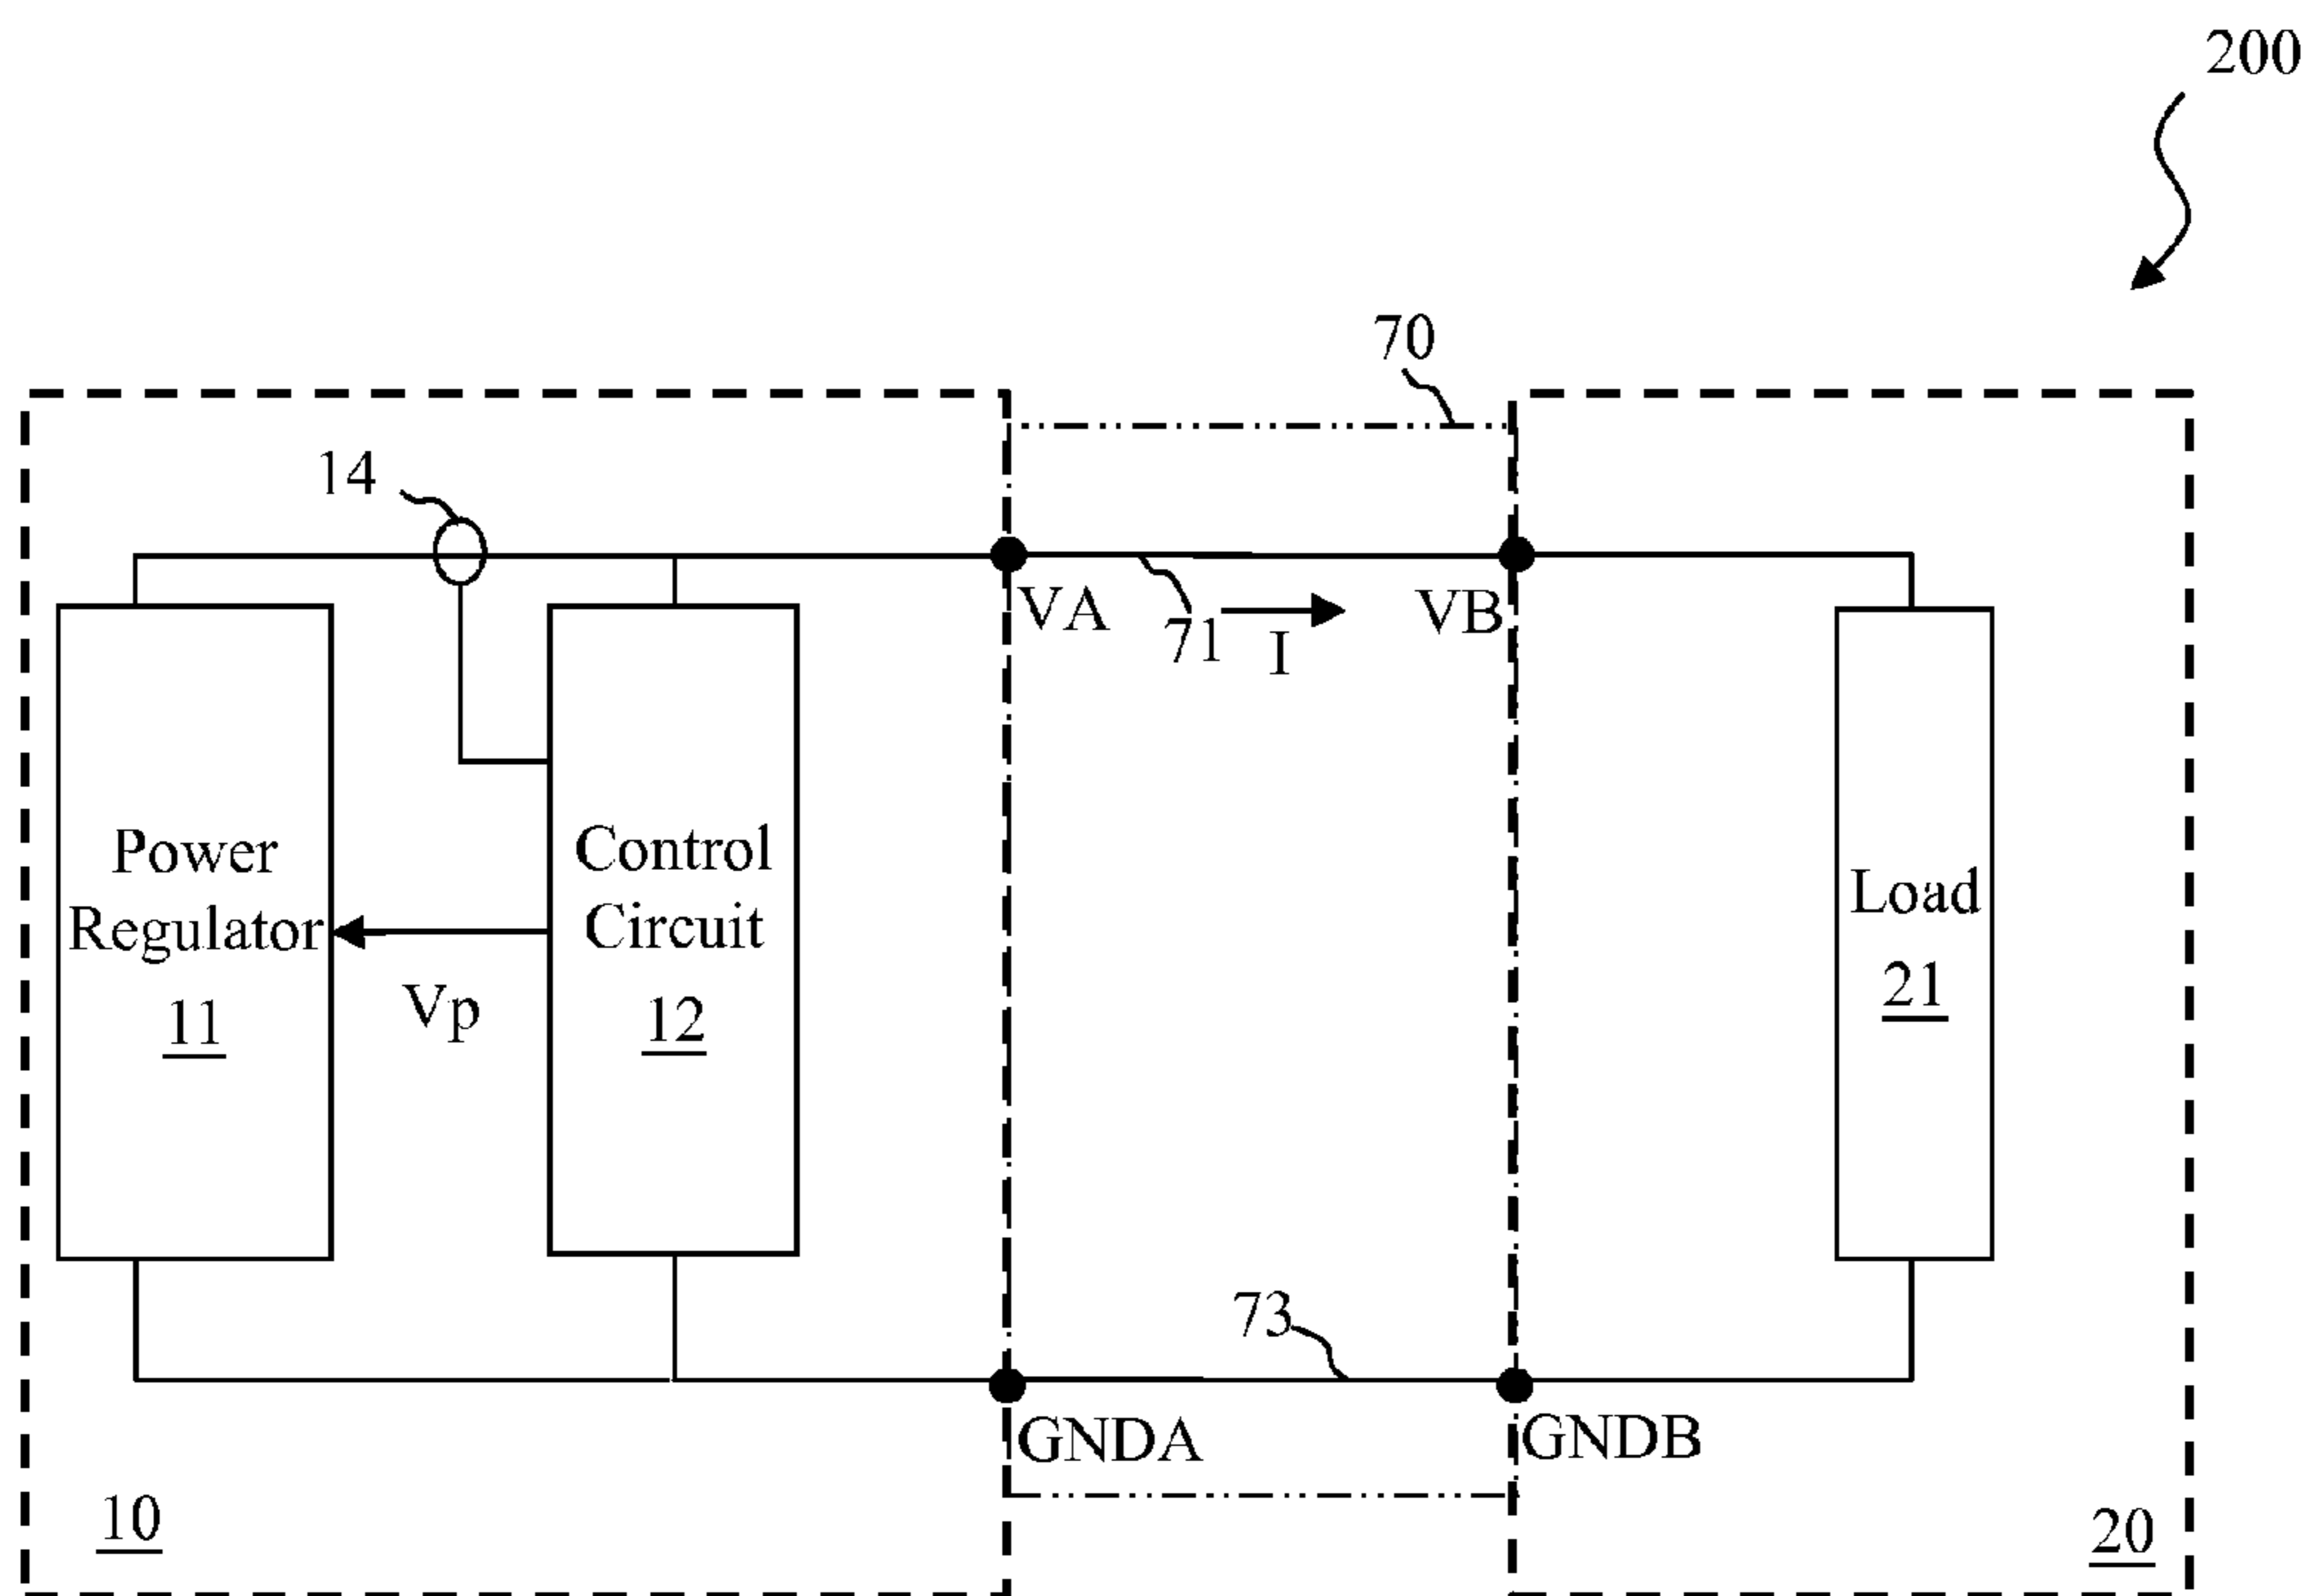 200
70
14
VA
71
I
VB
Power
Regulator
11
Vp
Control
Circuit
12
Load
21
73
GNDA
GNDB
10
20